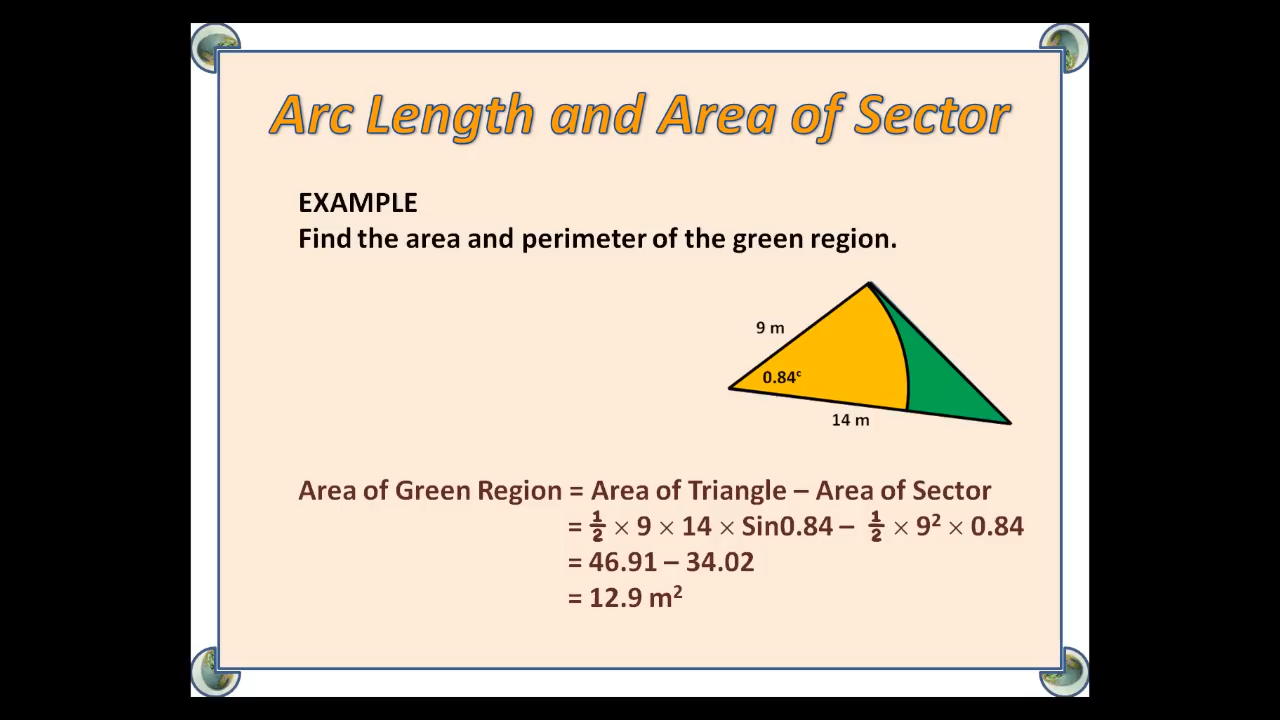 Arc Length and Area of Sector
EXAMPLE
Find the area and perimeter of the green region.
9 m
0.84ᶜ
14 m
Area of Green Region = Area of Triangle – Area of Sector
= ½ × 9 × 14 × Sin0.84 – ½ × 9² × 0.84
= 46.91 – 34.02
= 12.9 m²